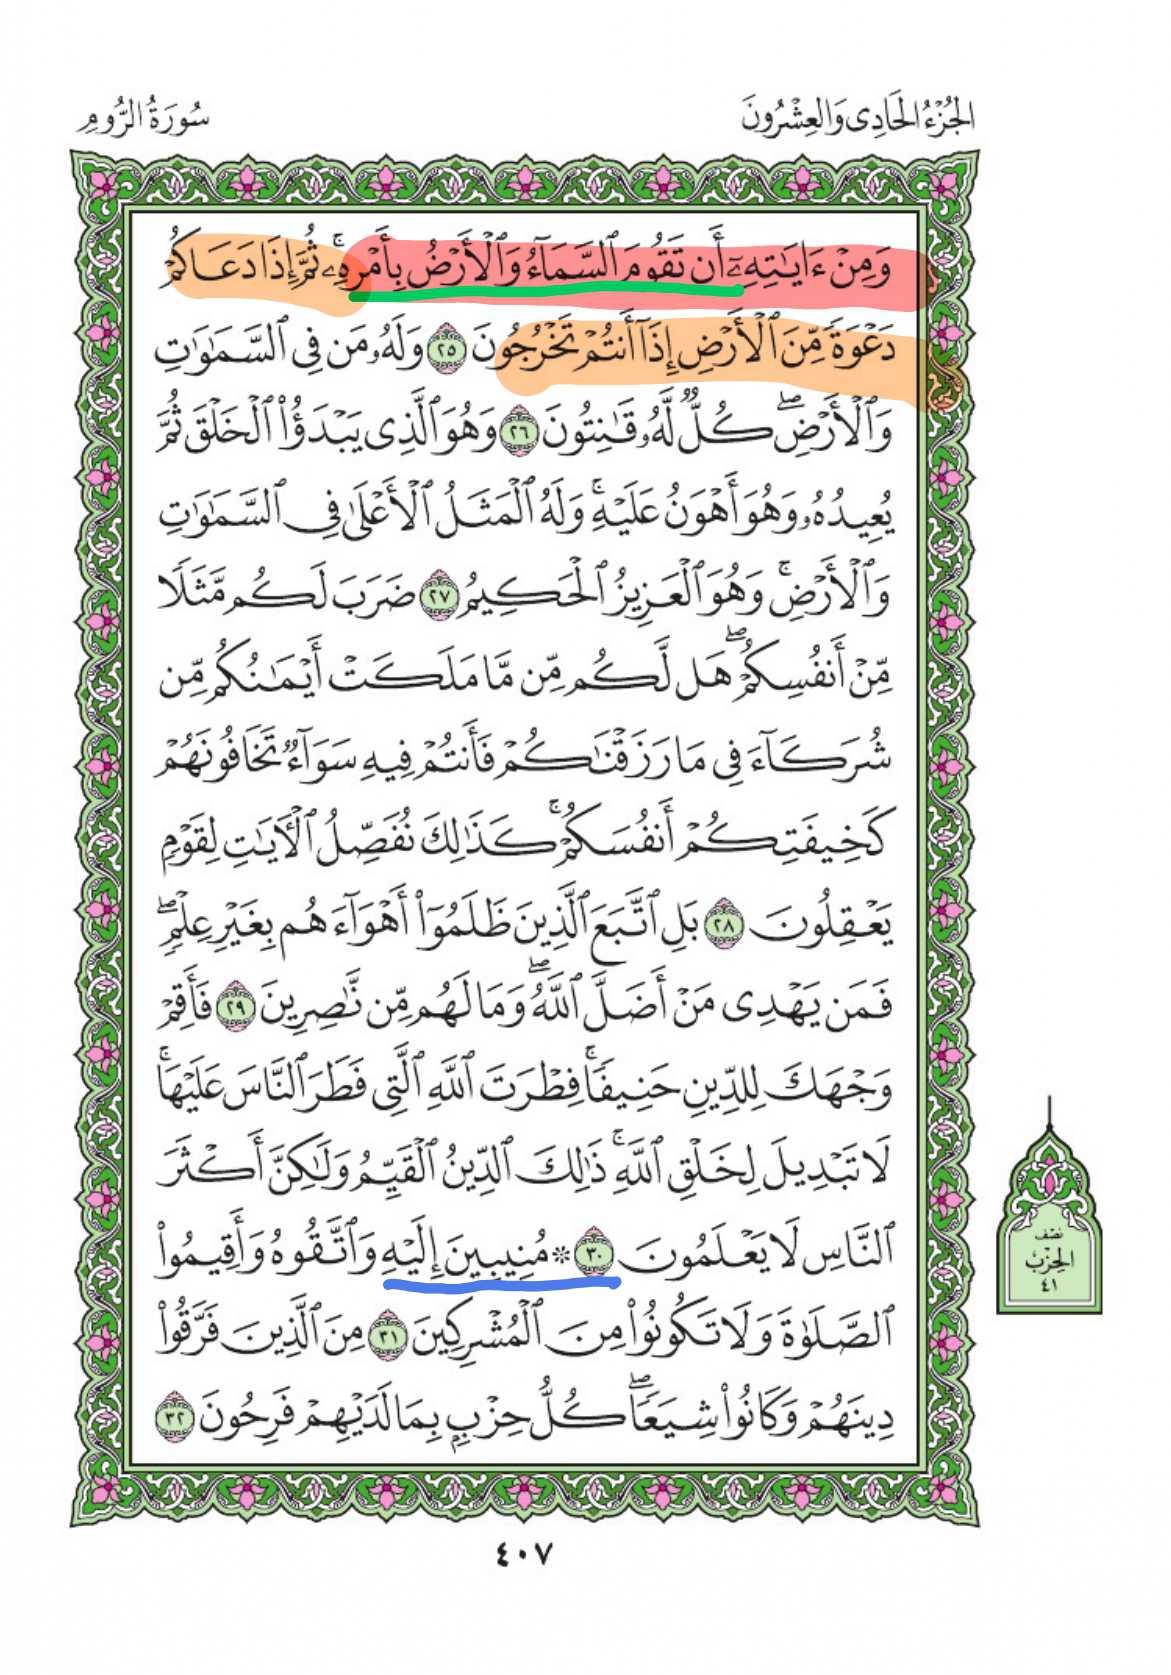 الجُزْءُ الحَادِي وَالعِشْرُونَ
سُورَةُ الرُّومِ
وَمِنْ ءَايَٰتِهِۦٓ أَن تَقُومَ ٱلسَّمَآءُ وَٱلْأَرْضُ بِأَمْرِهِۦۚ ثُمَّ إِذَا دَعَاكُمْ
دَعْوَةً مِّنَ ٱلْأَرْضِ إِذَآ أَنتُمْ تَخْرُجُونَ ٢٥ وَلَهُۥ مَن فِى ٱلسَّمَٰوَٰتِ
وَٱلْأَرْضِۖ كُلٌّ لَّهُۥ قَٰنِتُونَ ٢٦ وَهُوَ ٱلَّذِى يَبْدَؤُا۟ ٱلْخَلْقَ ثُمَّ
يُعِيدُهُۥ وَهُوَ أَهْوَنُ عَلَيْهِۚ وَلَهُ ٱلْمَثَلُ ٱلْأَعْلَىٰ فِى ٱلسَّمَٰوَٰتِ
وَٱلْأَرْضِۚ وَهُوَ ٱلْعَزِيزُ ٱلْحَكِيمُ ٢٧ ضَرَبَ لَكُم مَّثَلًا
مِّنْ أَنفُسِكُمْۖ هَل لَّكُم مِّن مَّا مَلَكَتْ أَيْمَٰنُكُم مِّن
شُرَكَآءَ فِى مَا رَزَقْنَٰكُمْ فَأَنتُمْ فِيهِ سَوَآءٌ تَخَافُونَهُمْ
كَخِيفَتِكُمْ أَنفُسَكُمْۚ كَذَٰلِكَ نُفَصِّلُ ٱلْءَايَٰتِ لِقَوْمٍ
يَعْقِلُونَ ٢٨ بَلِ ٱتَّبَعَ ٱلَّذِينَ ظَلَمُوٓا۟ أَهْوَآءَهُم بِغَيْرِ عِلْمٍۖ
فَمَن يَهْدِى مَنْ أَضَلَّ ٱللَّهُۖ وَمَا لَهُم مِّن نَّٰصِرِينَ ٢٩ فَأَقِمْ
وَجْهَكَ لِلدِّينِ حَنِيفًاۚ فِطْرَتَ ٱللَّهِ ٱلَّتِى فَطَرَ ٱلنَّاسَ عَلَيْهَاۚ
لَا تَبْدِيلَ لِخَلْقِ ٱللَّهِۚ ذَٰلِكَ ٱلدِّينُ ٱلْقَيِّمُ وَلَٰكِنَّ أَكْثَرَ
ٱلنَّاسِ لَا يَعْلَمُونَ ٣٠ ۞ مُنِيبِينَ إِلَيْهِ وَٱتَّقُوهُ وَأَقِيمُوا۟
ٱلصَّلَوٰةَ وَلَا تَكُونُوا۟ مِنَ ٱلْمُشْرِكِينَ ٣١ مِنَ ٱلَّذِينَ فَرَّقُوا۟
دِينَهُمْ وَكَانُوا۟ شِيَعًاۖ كُلُّ حِزْبٍۭ بِمَا لَدَيْهِمْ فَرِحُونَ ٣٢
نِصْف
الحِزْب
٤١
٤٠٧